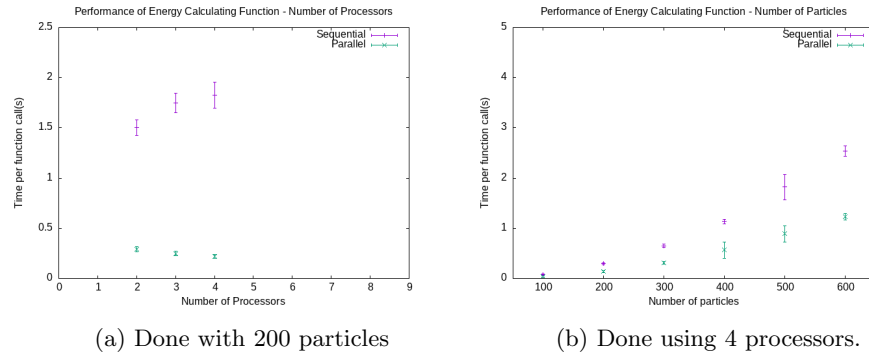 Performance of Energy Calculating Function - Number of Processors
2.5
2
1.5
1
0.5
0
Time per function call(s)
Sequential
Parallel
0 1 2 3 4 5 6 7 8 9
Number of Processors
(a) Done with 200 particles
Performance of Energy Calculating Function - Number of Particles
5
4
3
2
1
0
Time per function call(s)
Sequential
Parallel
100 200 300 400 500 600
Number of particles
(b) Done using 4 processors.